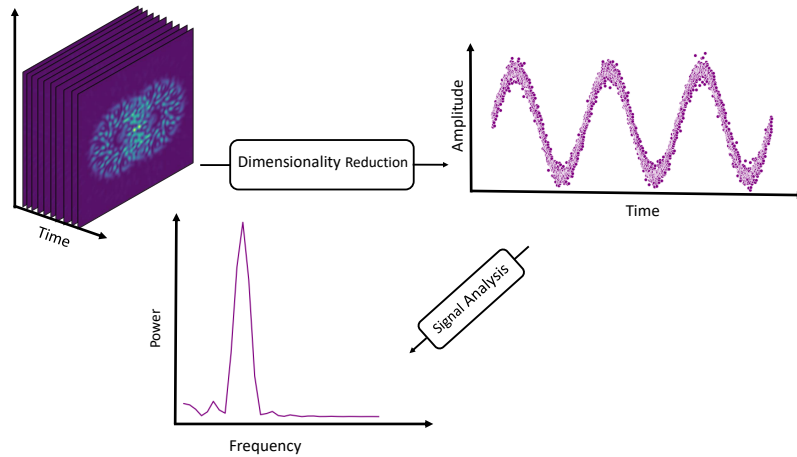 Time
Dimensionality Reduction
Amplitude
Time
Signal Analysis
Power
Frequency